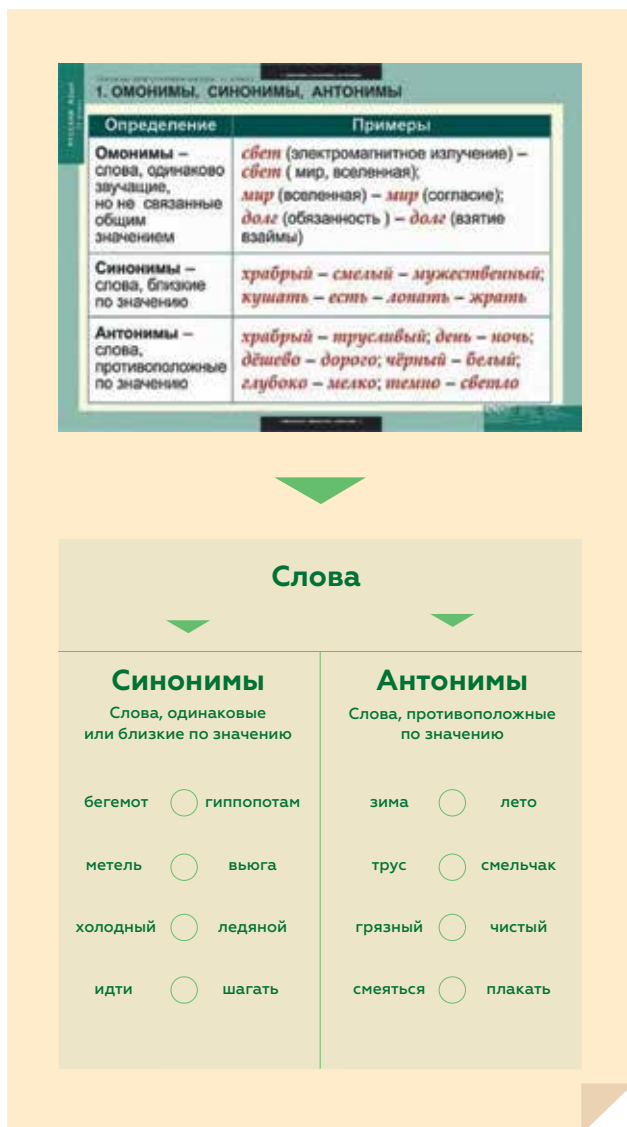 РУССКИЙ ЯЗЫК
1. ОМОНИМЫ, СИНОНИМЫ, АНТОНИМЫ
Определение
Примеры
Омонимы –
слова, одинаково
звучащие,
но не связанные
общим
значением
свет (электромагнитное излучение) –
свет ( мир, вселенная);
мир (вселенная) – мир (согласие);
долг (обязанность ) – долг (взятие
взаймы)
Синонимы –
слова, близкие
по значению
храбрый – смелый – мужественный;
кушать – есть – лопать – жрать
Антонимы –
слова,
противоположные
по значению
храбрый – трусливый; день – ночь;
дёшево – дорого; чёрный – белый;
глубоко – мелко; темно – светло
Слова
Синонимы
Слова, одинаковые
или близкие по значению
бегемот гиппопотам
метель вьюга
холодный ледяной
идти шагать
Антонимы
Слова, противоположные
по значению
зима лето
трус смельчак
грязный чистый
смеяться плакать